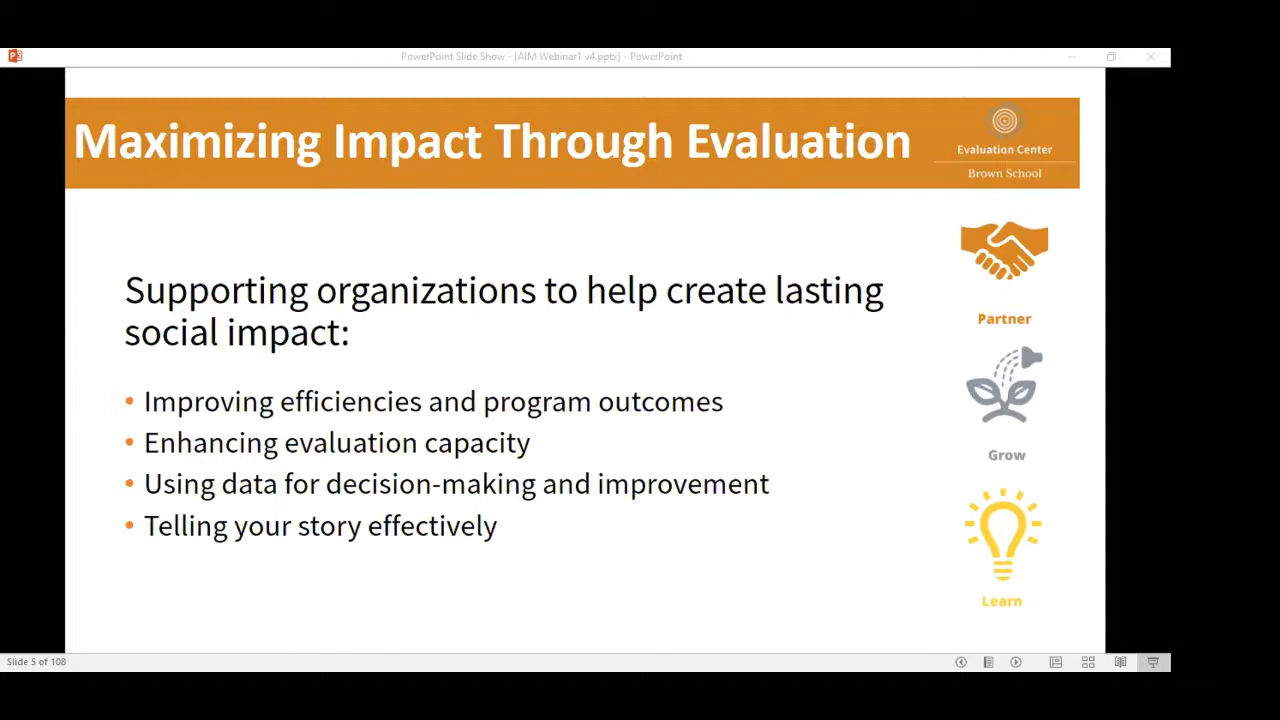 PowerPoint Slide Show - [AIM Webinar1 v4.pptx] - PowerPoint
Maximizing Impact Through Evaluation
Evaluation Center
Brown School
Supporting organizations to help create lasting
social impact:
• Improving efficiencies and program outcomes
• Enhancing evaluation capacity
• Using data for decision-making and improvement
• Telling your story effectively
Partner
Grow
Learn
Slide 5 of 108